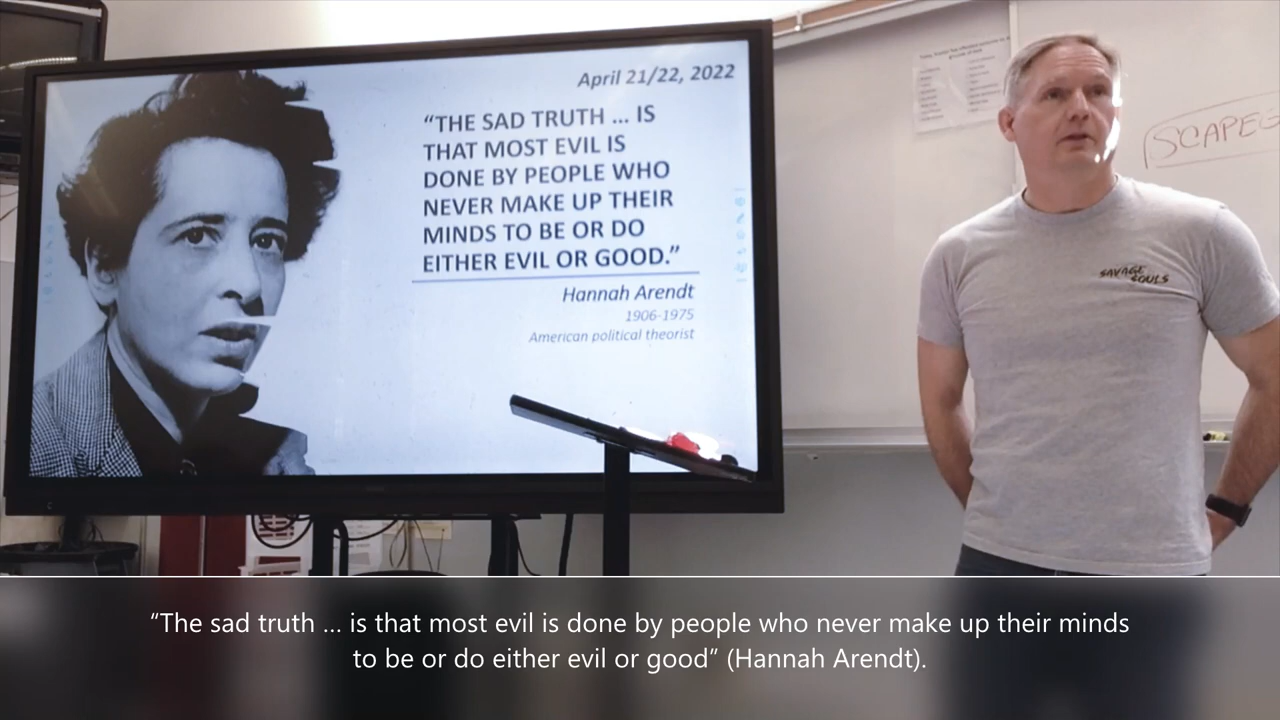 April 21/22, 2022
“THE SAD TRUTH ... IS
THAT MOST EVIL IS
DONE BY PEOPLE WHO
NEVER MAKE UP THEIR
MINDS TO BE OR DO
EITHER EVIL OR GOOD.”
Hannah Arendt
1906-1975
American political theorist
SCAPEG
SAVAGE
SOULS
“The sad truth ... is that most evil is done by people who never make up their minds
to be or do either evil or good” (Hannah Arendt).